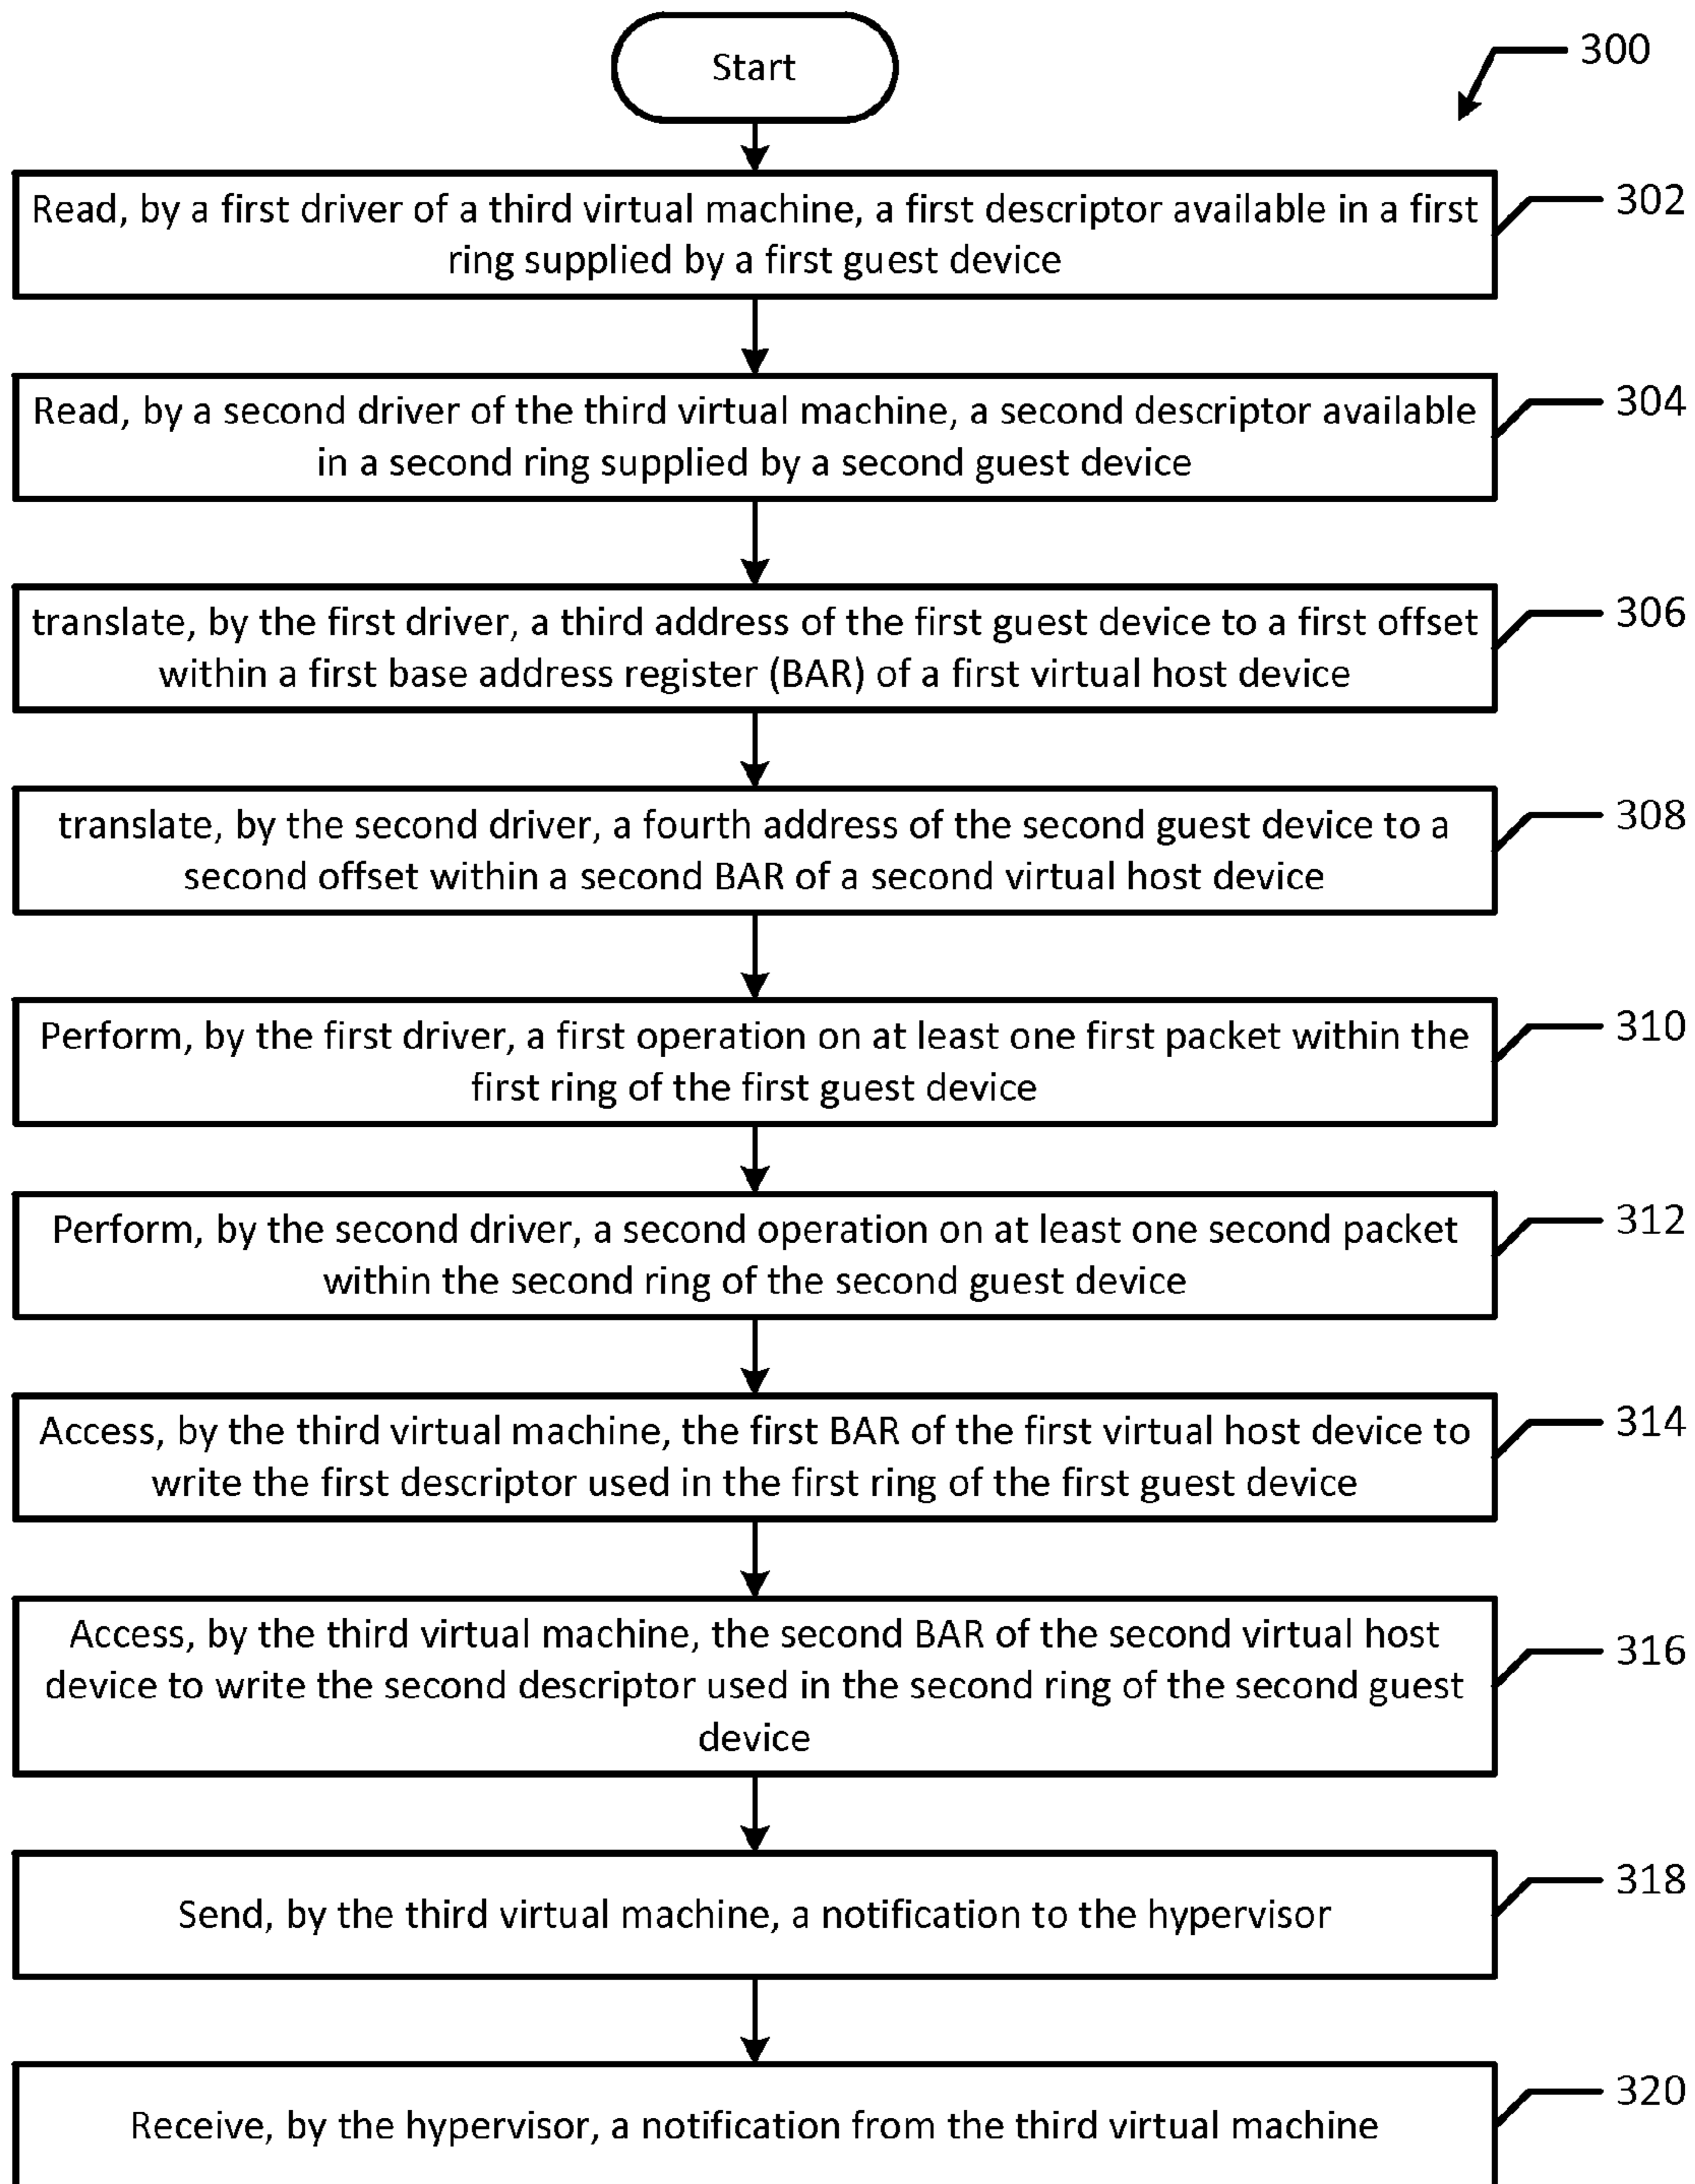 Start
300
Read, by a first driver of a third virtual machine, a first descriptor available in a first
ring supplied by a first guest device
302
Read, by a second driver of the third virtual machine, a second descriptor available
in a second ring supplied by a second guest device
304
translate, by the first driver, a third address of the first guest device to a first offset
within a first base address register (BAR) of a first virtual host device
306
translate, by the second driver, a fourth address of the second guest device to a
second offset within a second BAR of a second virtual host device
308
Perform, by the first driver, a first operation on at least one first packet within the
first ring of the first guest device
310
Perform, by the second driver, a second operation on at least one second packet
within the second ring of the second guest device
312
Access, by the third virtual machine, the first BAR of the first virtual host device to
write the first descriptor used in the first ring of the first guest device
314
Access, by the third virtual machine, the second BAR of the second virtual host
device to write the second descriptor used in the second ring of the second guest
device
316
Send, by the third virtual machine, a notification to the hypervisor
318
Receive, by the hypervisor, a notification from the third virtual machine
320